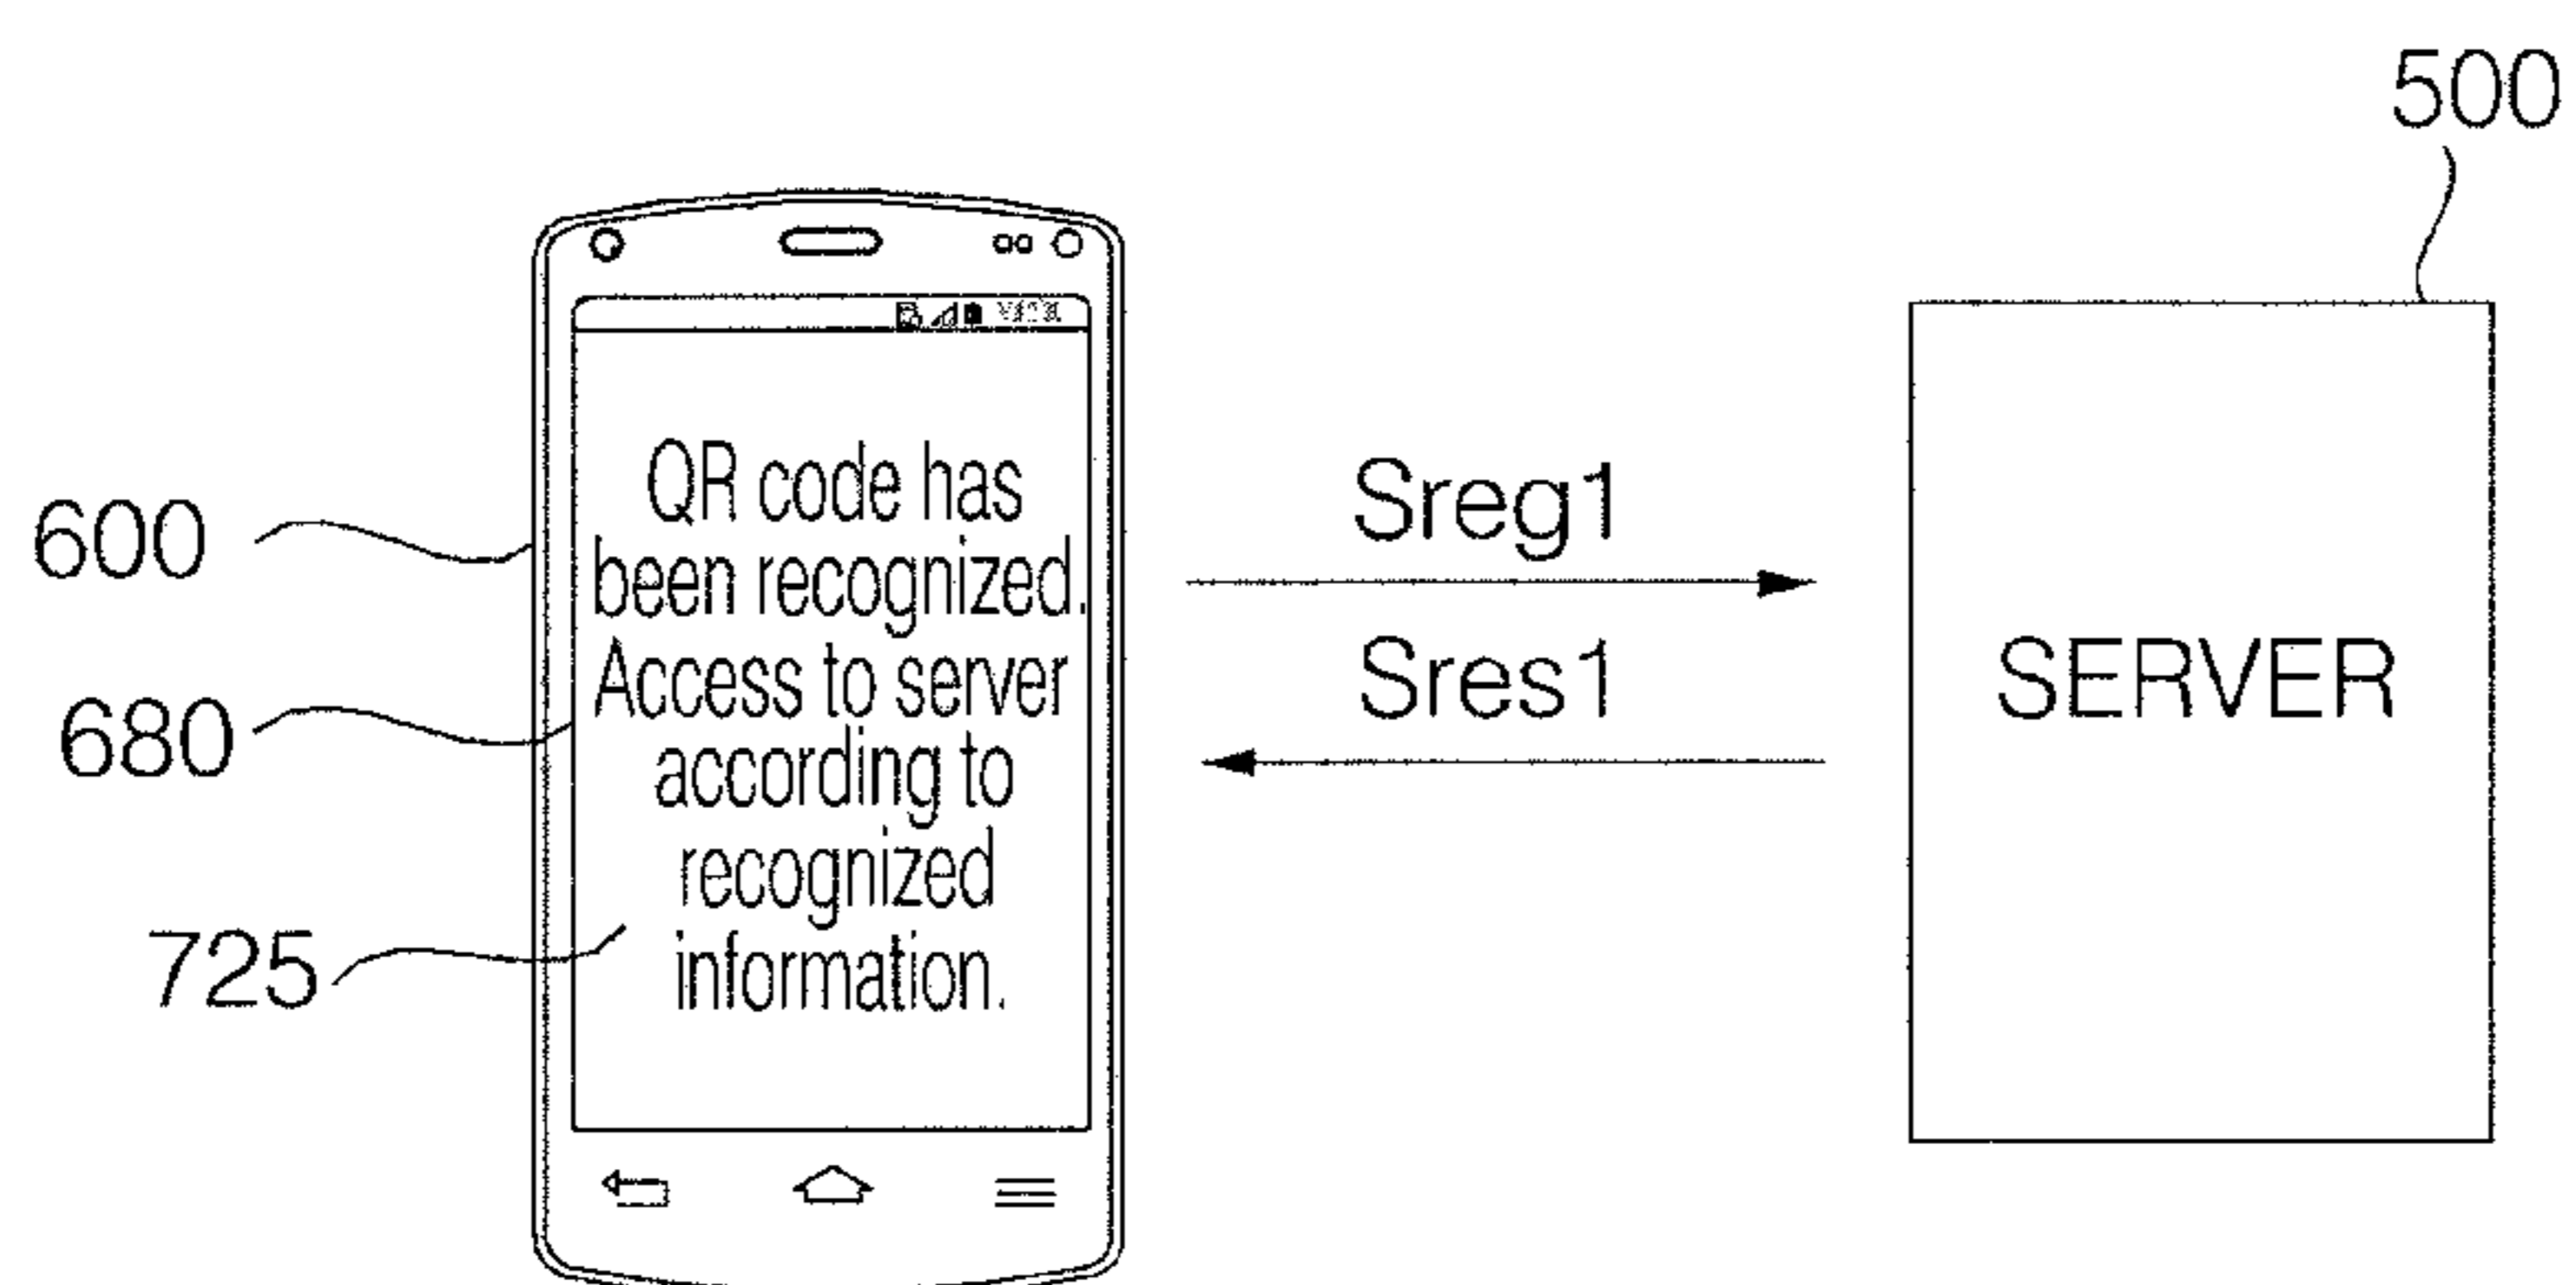 500
QR code has
been recognized.
Access to server
according to
recognized
information.
600
680
725
Sreg1
Sres1
SERVER